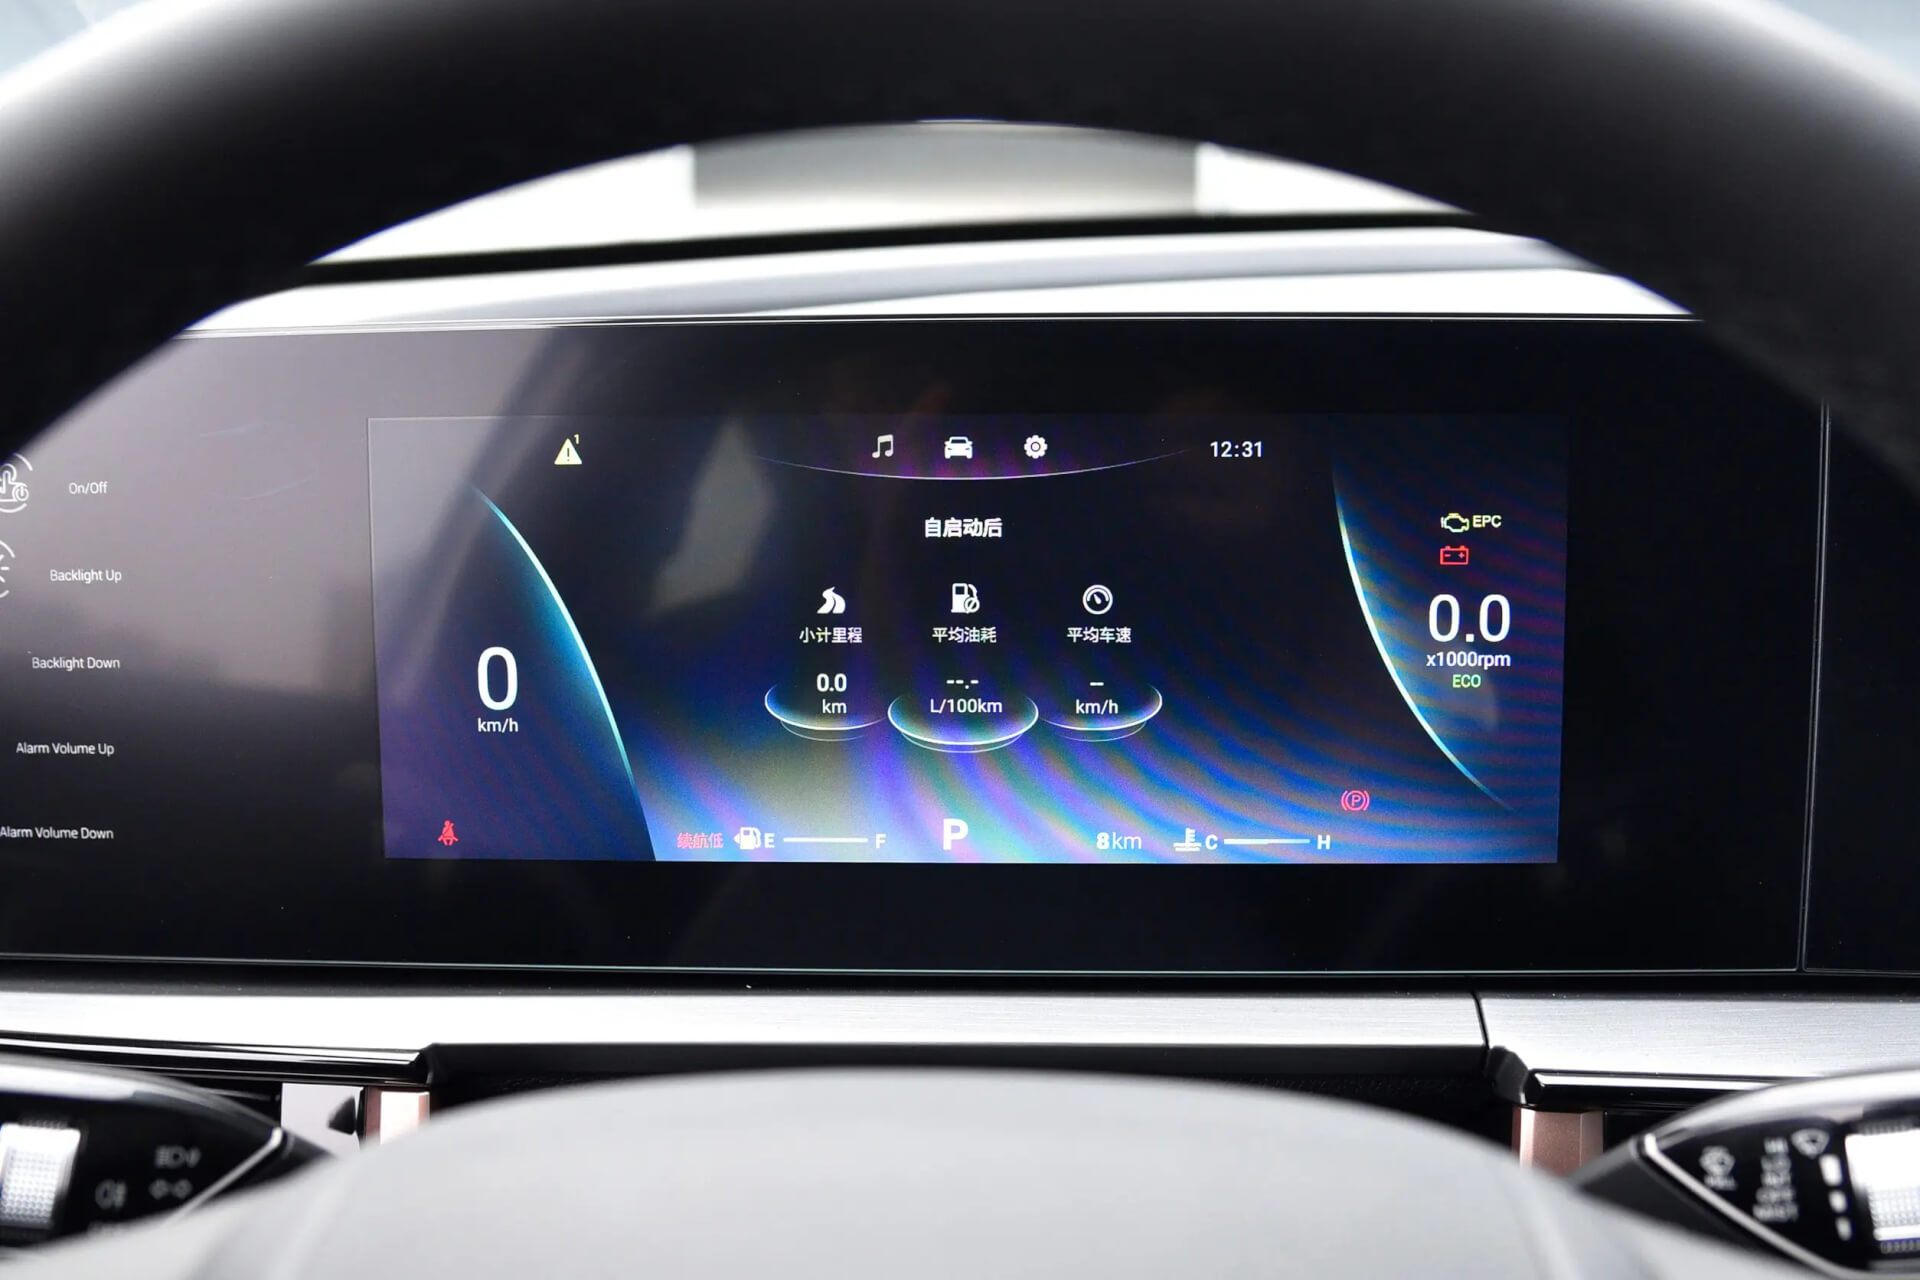 On/Off
Backlight Up
Backlight Down
Alarm Volume Up
Alarm Volume Down
1
12:31
自启动后
EPC
小计里程
平均油耗
平均车速
0
km/h
0.0
km
--.-
L/100km
--
km/h
0.0
x1000rpm
ECO
续航低
E
F
P
8km
C
H
P